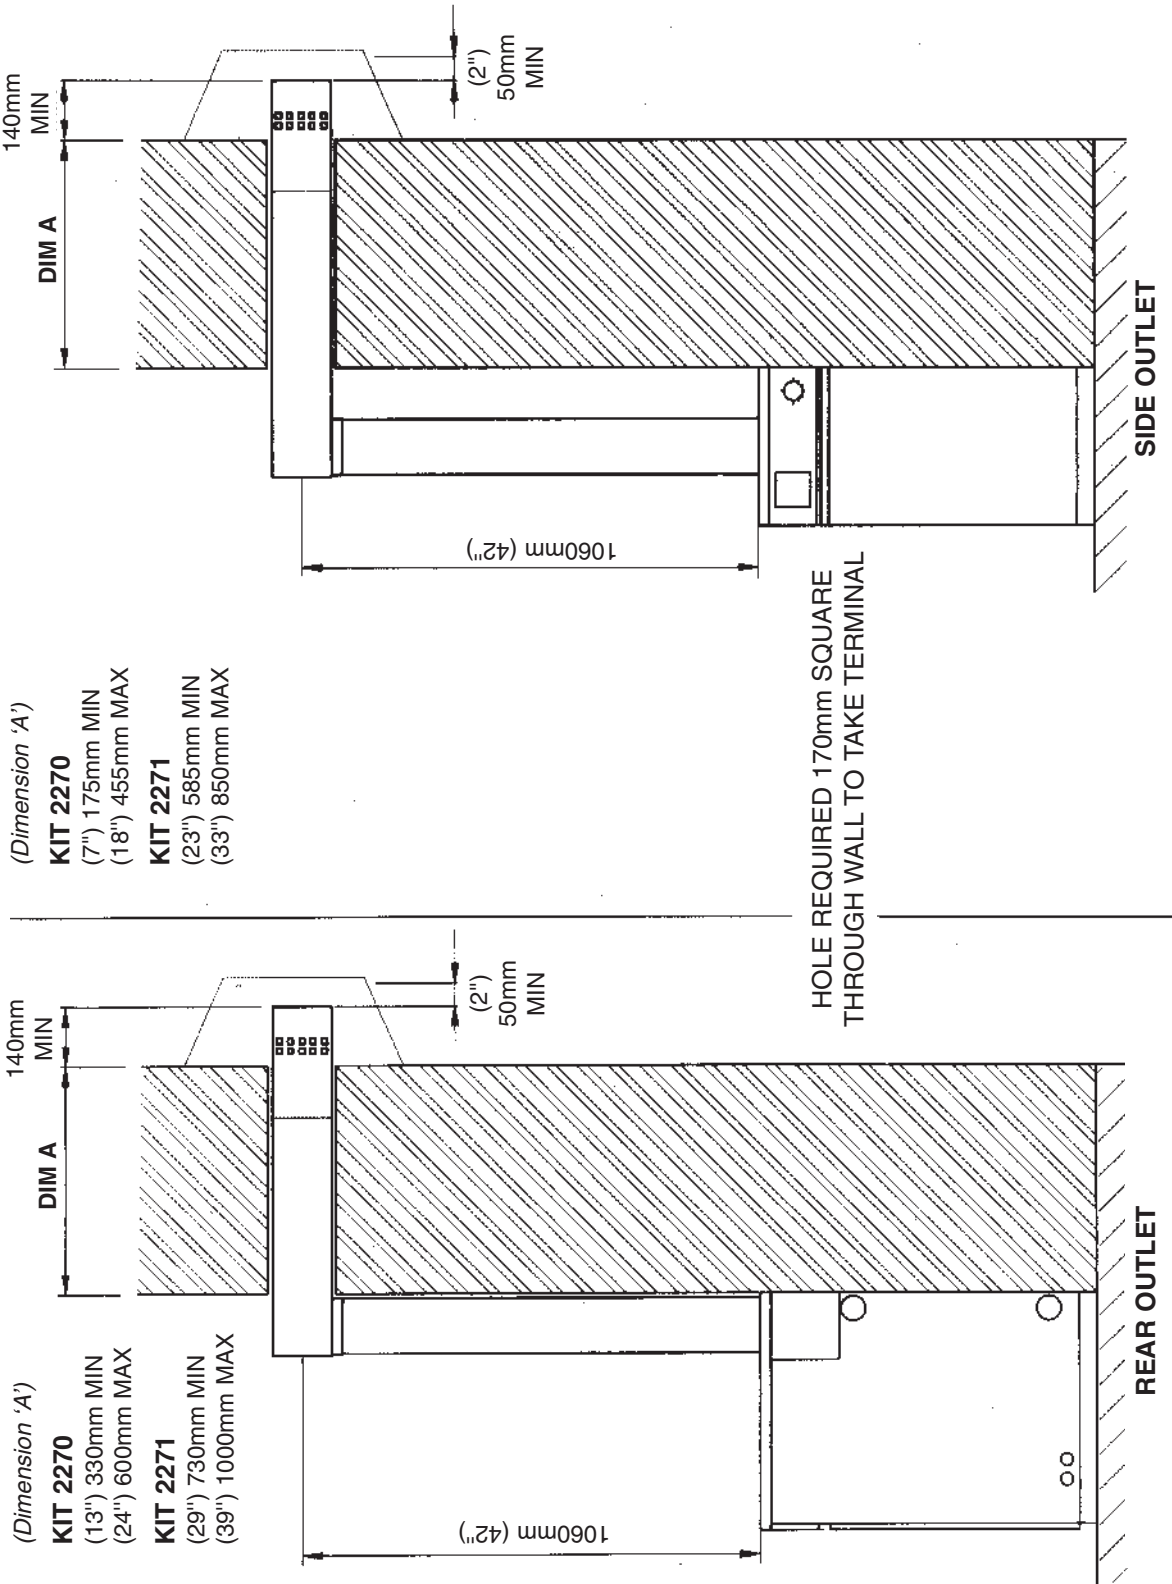 (Dimension 'A')
KIT 2270
(13") 330mm MIN
(24") 600mm MAX
KIT 2271
(29") 730mm MIN
(39") 1000mm MAX
DIM A
140mm
MIN
(2")
50mm
MIN
1060mm (42")
REAR OUTLET
HOLE REQUIRED 170mm SQUARE
THROUGH WALL TO TAKE TERMINAL
(Dimension 'A')
KIT 2270
(7") 175mm MIN
(18") 455mm MAX
KIT 2271
(23") 585mm MIN
(33") 850mm MAX
DIM A
140mm
MIN
(2")
50mm
MIN
1060mm (42")
SIDE OUTLET